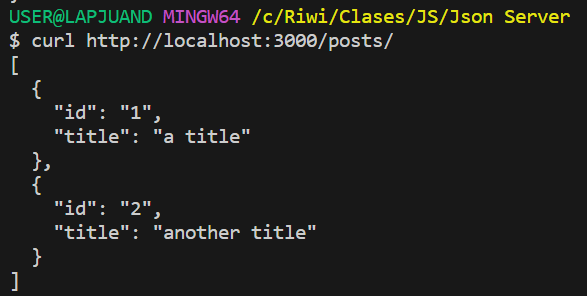 USER@LAPJUAND MINGW64 /c/Riwi/Clases/JS/Json Server
$ curl http://localhost:3000/posts/
[
  {
    "id": "1",
    "title": "a title"
  },
  {
    "id": "2",
    "title": "another title"
  }
]